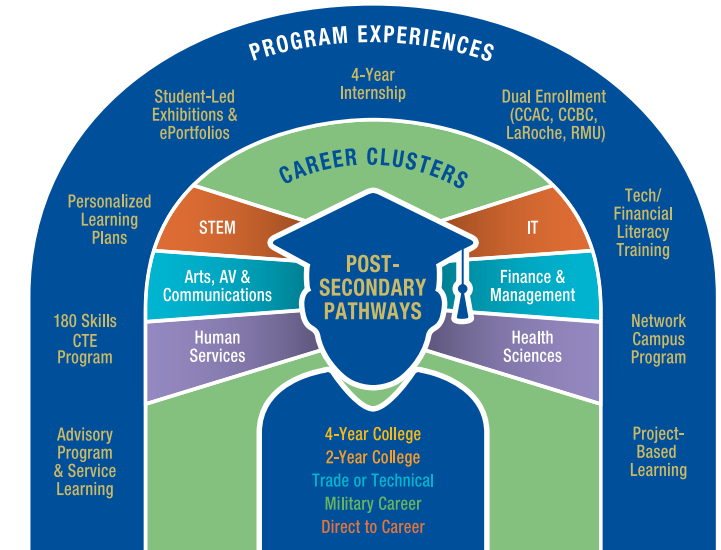 PROGRAM EXPERIENCES
4-Year
Internship
Student-Led
Exhibitions &
ePortfolios
Dual Enrollment
(CCAC, CCBC,
LaRoche, RMU)
Personalized
Learning
Plans
Tech/
Financial
Literacy
Training
180 Skills
CTE
Program
Network
Campus
Program
Advisory
Program
& Service
Learning
Project-
Based
Learning
CAREER CLUSTERS
STEM
IT
Arts, AV &
Communications
Finance &
Management
Human
Services
Health
Sciences
POST-
SECONDARY
PATHWAYS
4-Year College
2-Year College
Trade or Technical
Military Career
Direct to Career